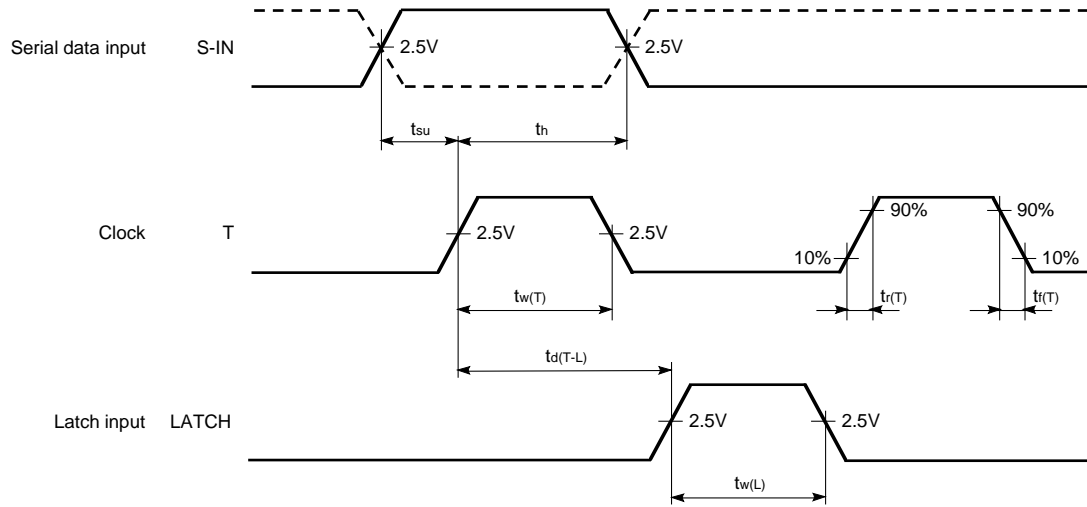 Serial data input S-IN 2.5V 2.5V
tsu th
Clock T 2.5V 2.5V 90% 90%
10% 10%
tw(T) tr(T) tf(T)
td(T-L)
Latch input LATCH 2.5V 2.5V
tw(L)